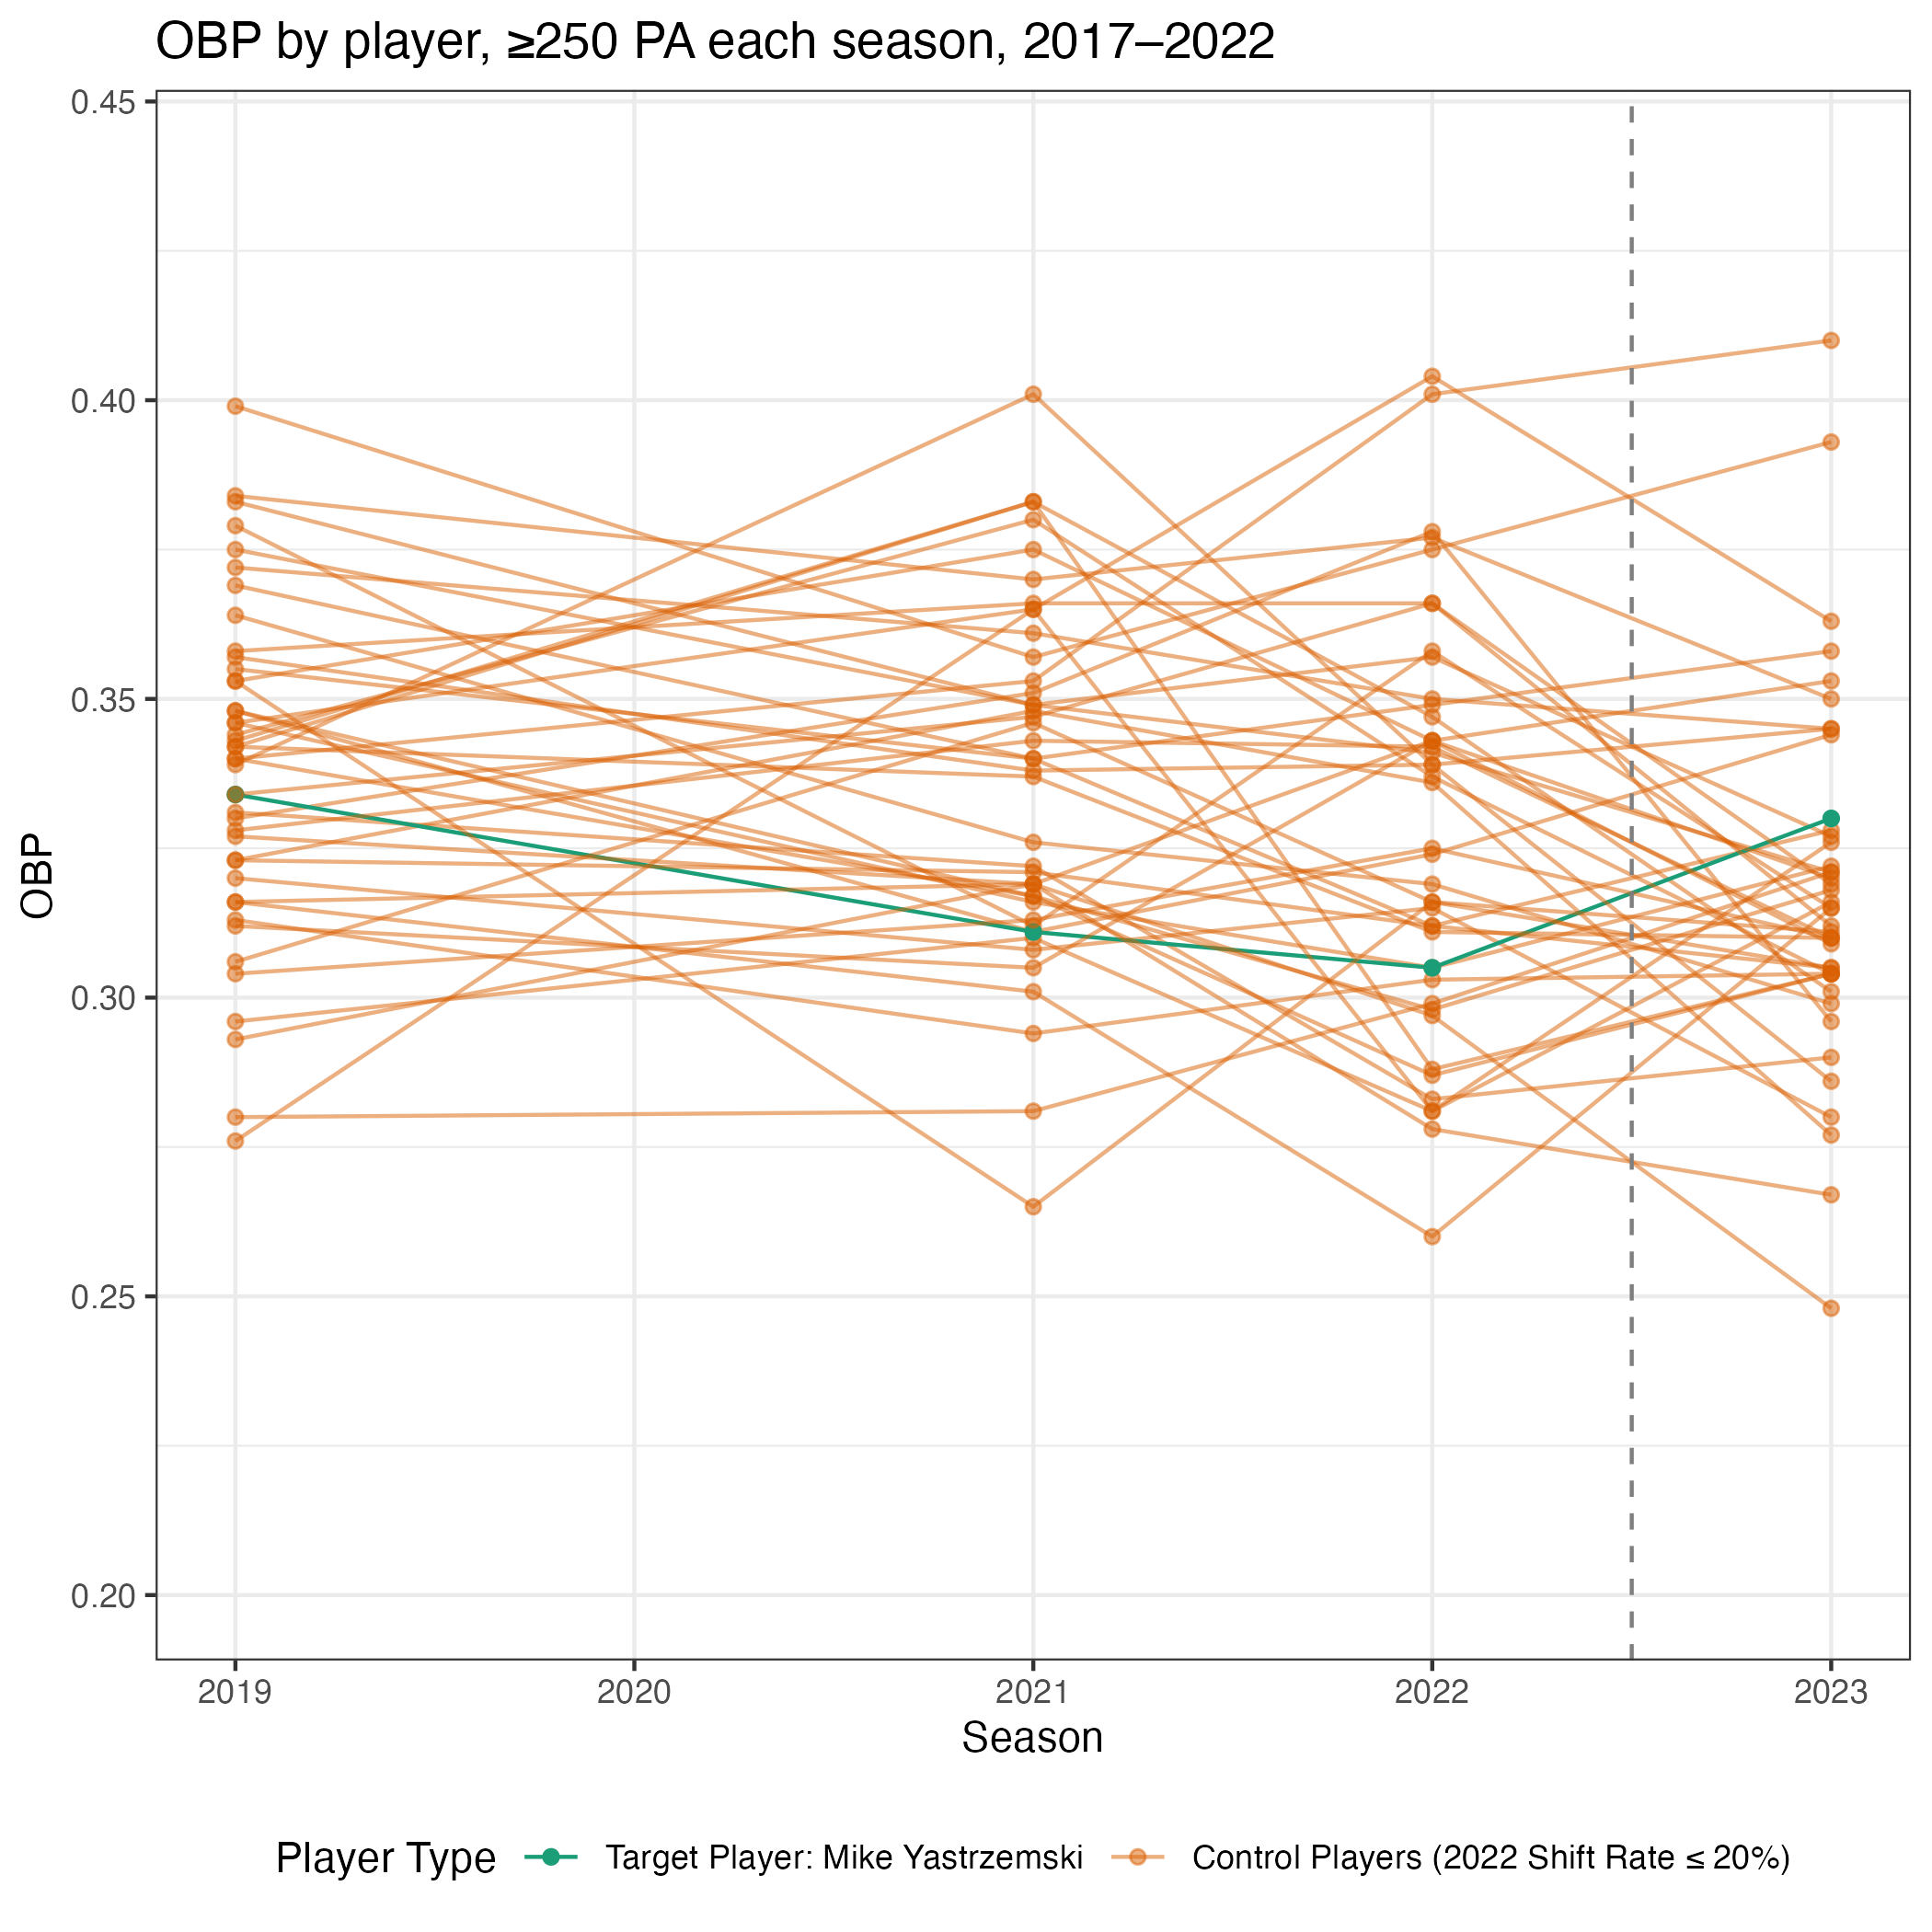 OBP by player, ≥250 PA each season, 2017–2022
OBP
0.45
0.40
0.35
0.30
0.25
0.20
2019 2020 2021 2022 2023
Season
Player Type Target Player: Mike Yastrzemski Control Players (2022 Shift Rate ≤ 20%)